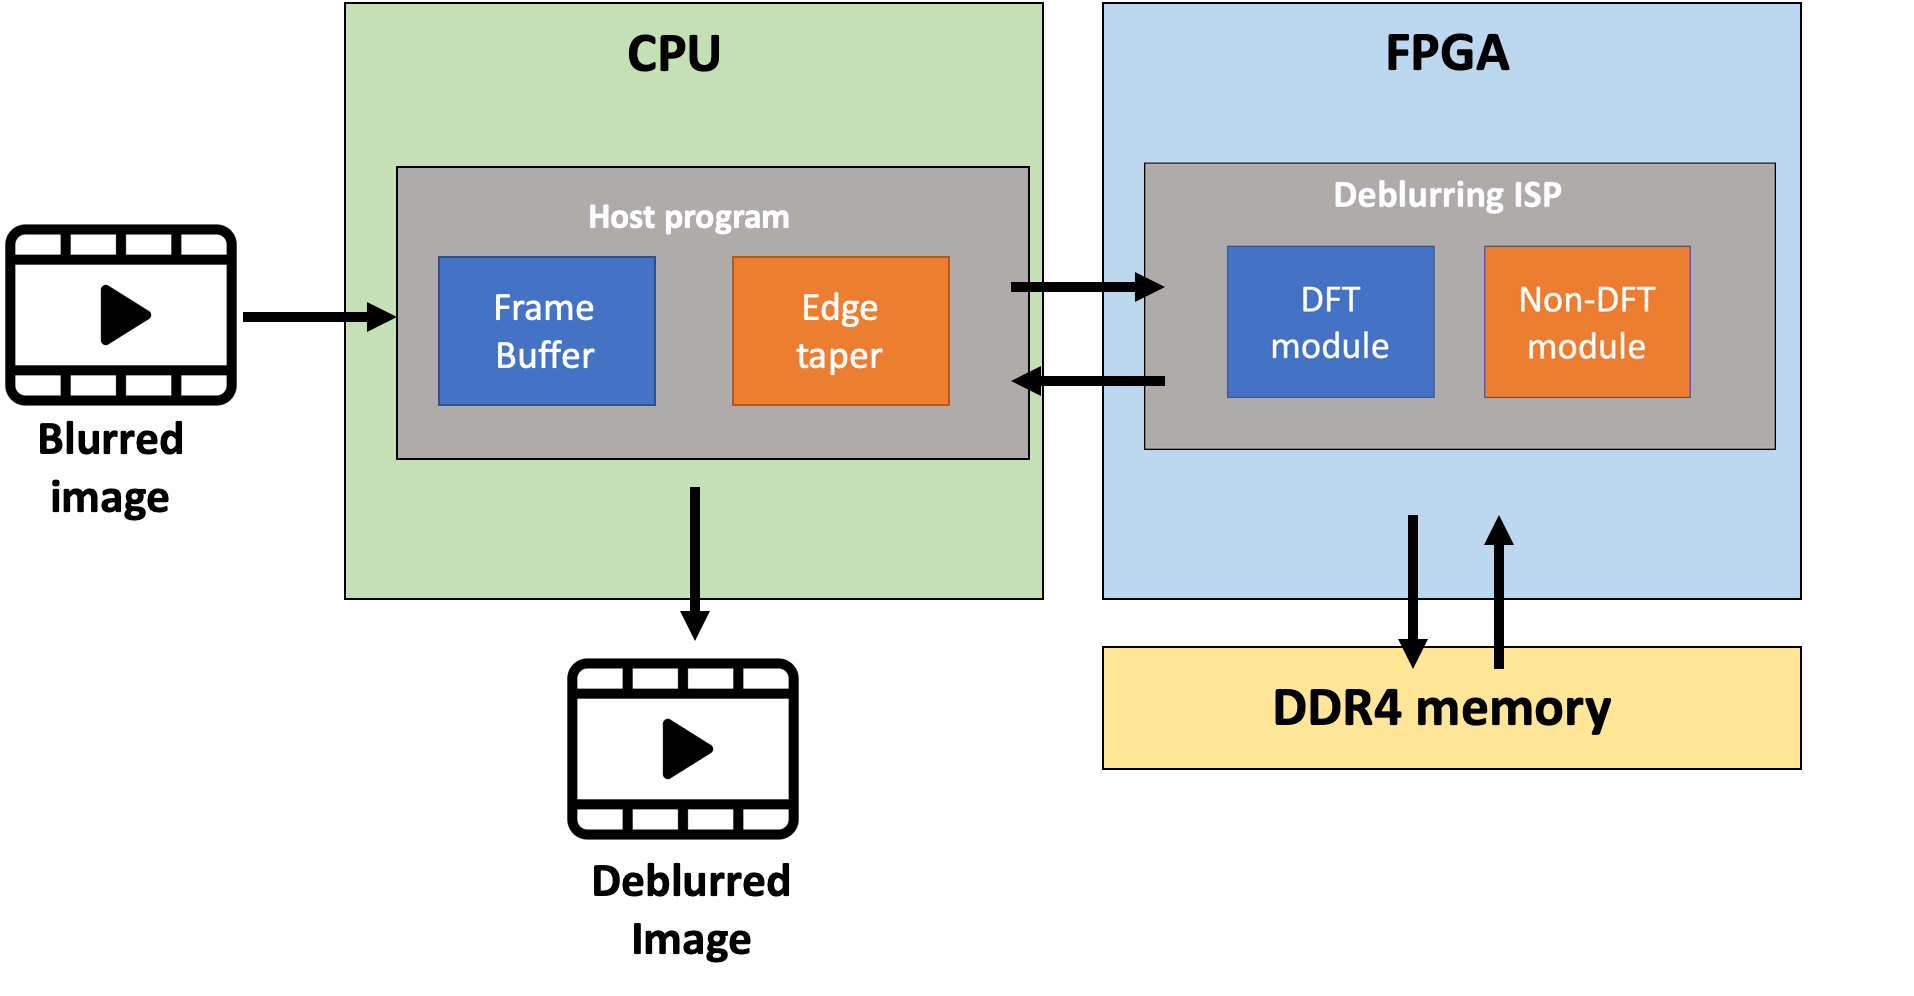 CPU
FPGA
Host program
Deblurring ISP
Frame
Buffer
Edge
taper
DFT
module
Non-DFT
module
Blurred
image
DDR4 memory
Deblurred
Image